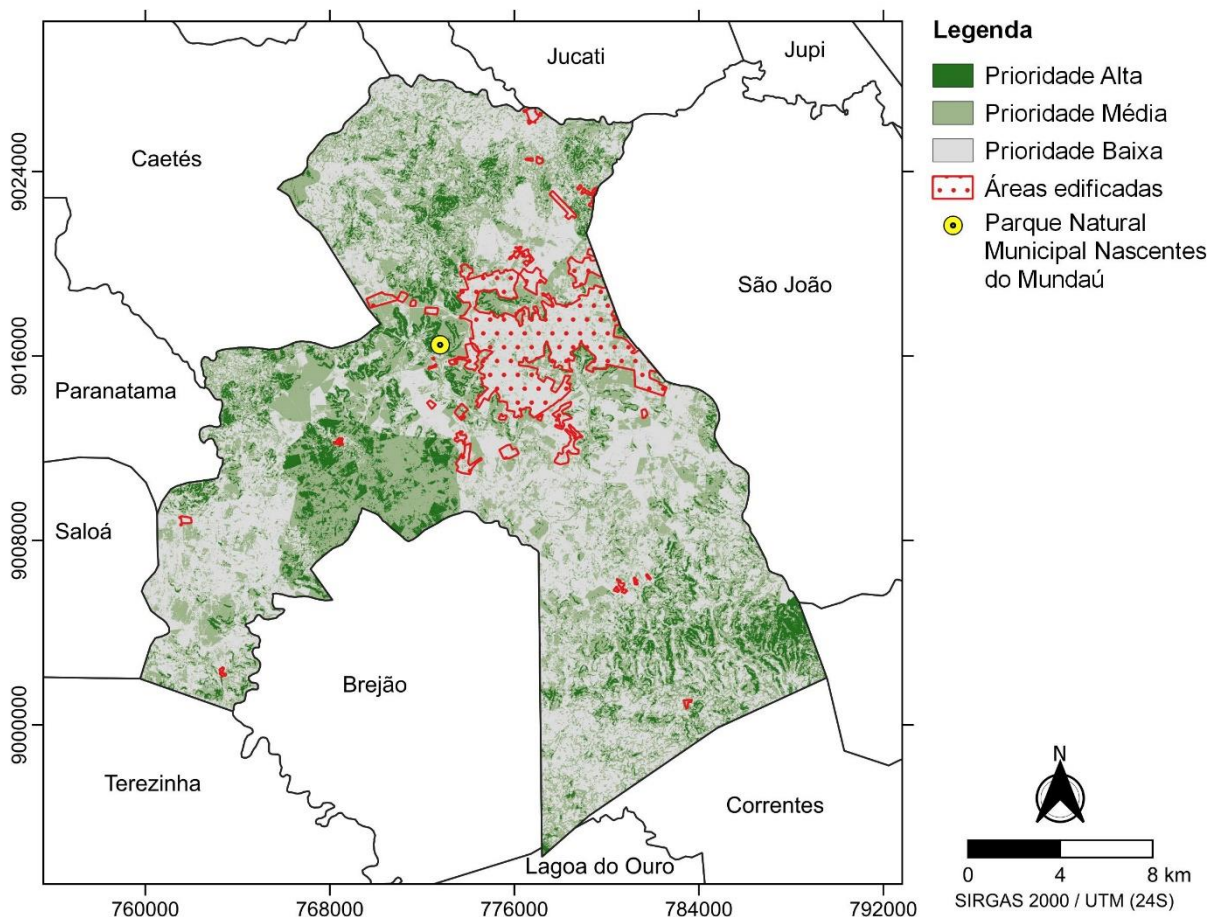 Jucati
Jupi
Caetés
São João
Paranatama
Saloá
Brejão
Terezinha
Correntes
Lagoa do Ouro
9024000
9016000
9008000
9000000
760000
768000
776000
784000
792000
Legenda
Prioridade Alta
Prioridade Média
Prioridade Baixa
Áreas edificadas
Parque Natural
Municipal Nascentes
do Mundaú
N
0
4
8 km
SIRGAS 2000 / UTM (24S)